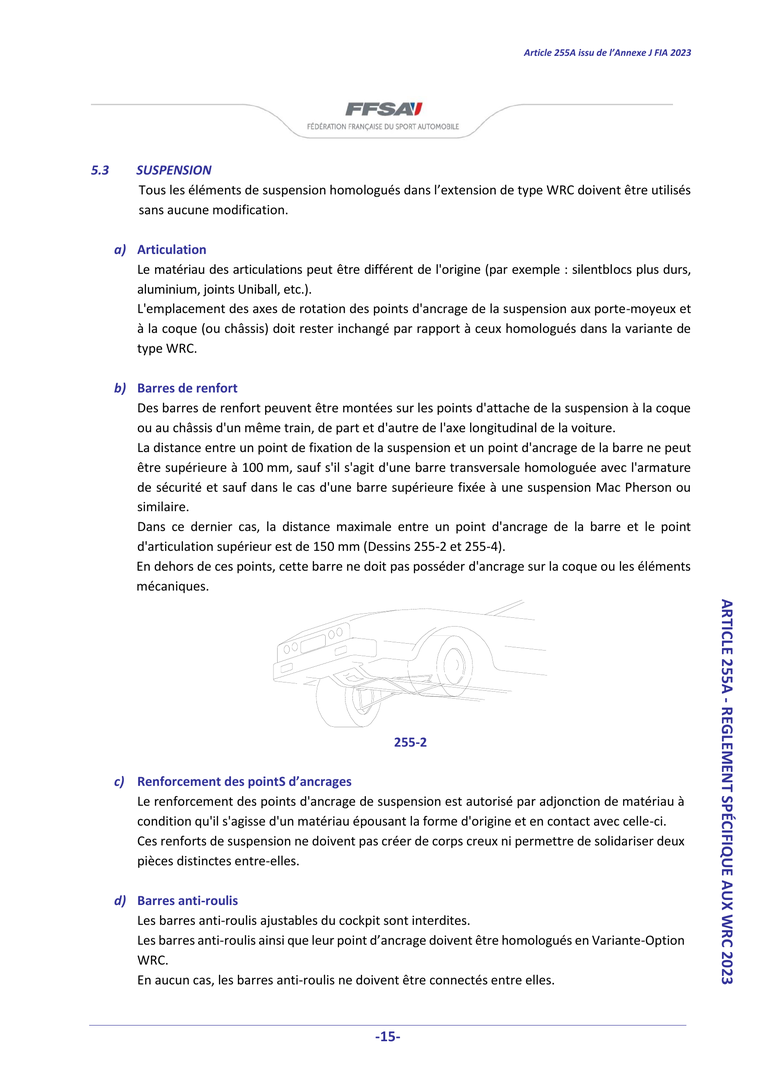 Article 255A issu de l'Annexe J FIA 2023
FFSA
FÉDÉRATION FRANÇAISE DU SPORT AUTOMOBILE
5.3 SUSPENSION
Tous les éléments de suspension homologués dans l'extension de type WRC doivent être utilisés
sans aucune modification.
a) Articulation
Le matériau des articulations peut être différent de l'origine (par exemple : silentblocs plus durs,
aluminium, joints Uniball, etc.).
L'emplacement des axes de rotation des points d'ancrage de la suspension aux porte-moyeux et
à la coque (ou châssis) doit rester inchangé par rapport à ceux homologués dans la variante de
type WRC.
b) Barres de renfort
Des barres de renfort peuvent être montées sur les points d'attache de la suspension à la coque
ou au châssis d'un même train, de part et d'autre de l'axe longitudinal de la voiture.
La distance entre un point de fixation de la suspension et un point d'ancrage de la barre ne peut
être supérieure à 100 mm, sauf s'il s'agit d'une barre transversale homologuée avec l'armature
de sécurité et sauf dans le cas d'une barre supérieure fixée à une suspension Mac Pherson ou
similaire.
Dans ce dernier cas, la distance maximale entre un point d'ancrage de la barre et le point
d'articulation supérieur est de 150 mm (Dessins 255-2 et 255-4).
En dehors de ces points, cette barre ne doit pas posséder d'ancrage sur la coque ou les éléments
mécaniques.
255-2
c) Renforcement des pointS d'ancrages
Le renforcement des points d'ancrage de suspension est autorisé par adjonction de matériau à
condition qu'il s'agisse d'un matériau épousant la forme d'origine et en contact avec celle-ci.
Ces renforts de suspension ne doivent pas créer de corps creux ni permettre de solidariser deux
pièces distinctes entre-elles.
d) Barres anti-roulis
Les barres anti-roulis ajustables du cockpit sont interdites.
Les barres anti-roulis ainsi que leur point d'ancrage doivent être homologués en Variante-Option
WRC.
En aucun cas, les barres anti-roulis ne doivent être connectés entre elles.
ARTICLE 255A - REGLEMENT SPÉCIFIQUE AUX WRC 2023
-15-